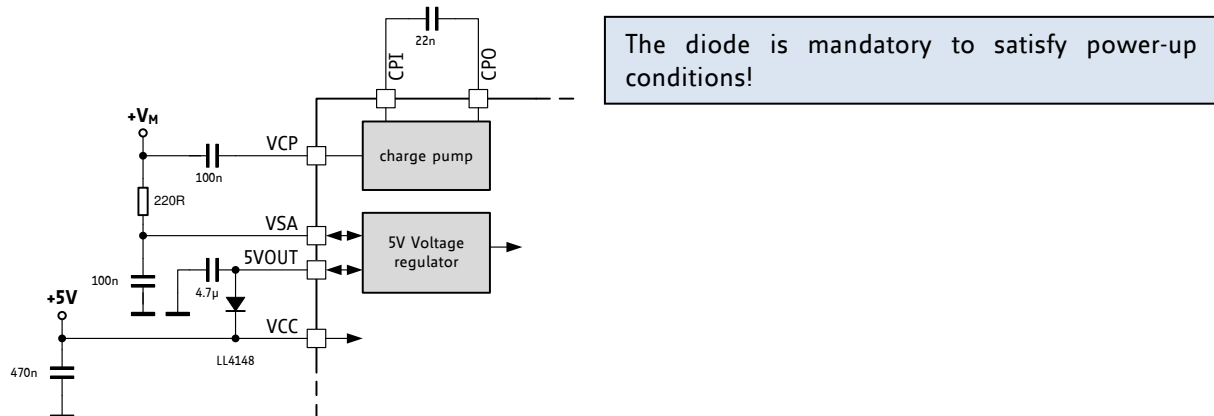 22n
CPI
CPO
The diode is mandatory to satisfy power-up
conditions!
+VM
VCP
charge pump
100n
220R
VSA
5V Voltage
regulator
5VOUT
100n
4.7µ
+5V
VCC
LL4148
470n